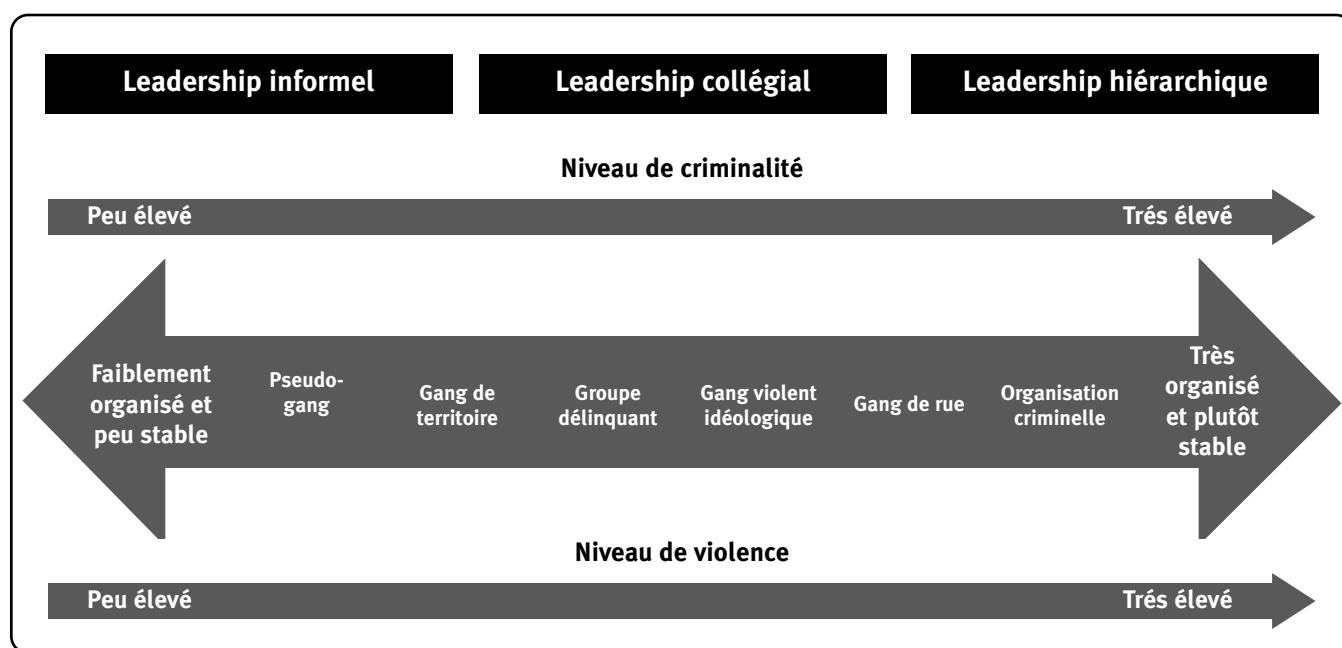 Leadership informel
Leadership collégial
Leadership hiérarchique
Niveau de criminalité
Peu élevé
Trés élevé
Faiblement
organisé et
peu stable
Pseudo-
gang
Gang de
territoire
Groupe
délinquant
Gang violent
idéologique
Gang de rue
Organisation
criminelle
Très
organisé
et plutôt
stable
Niveau de violence
Peu élevé
Trés élevé